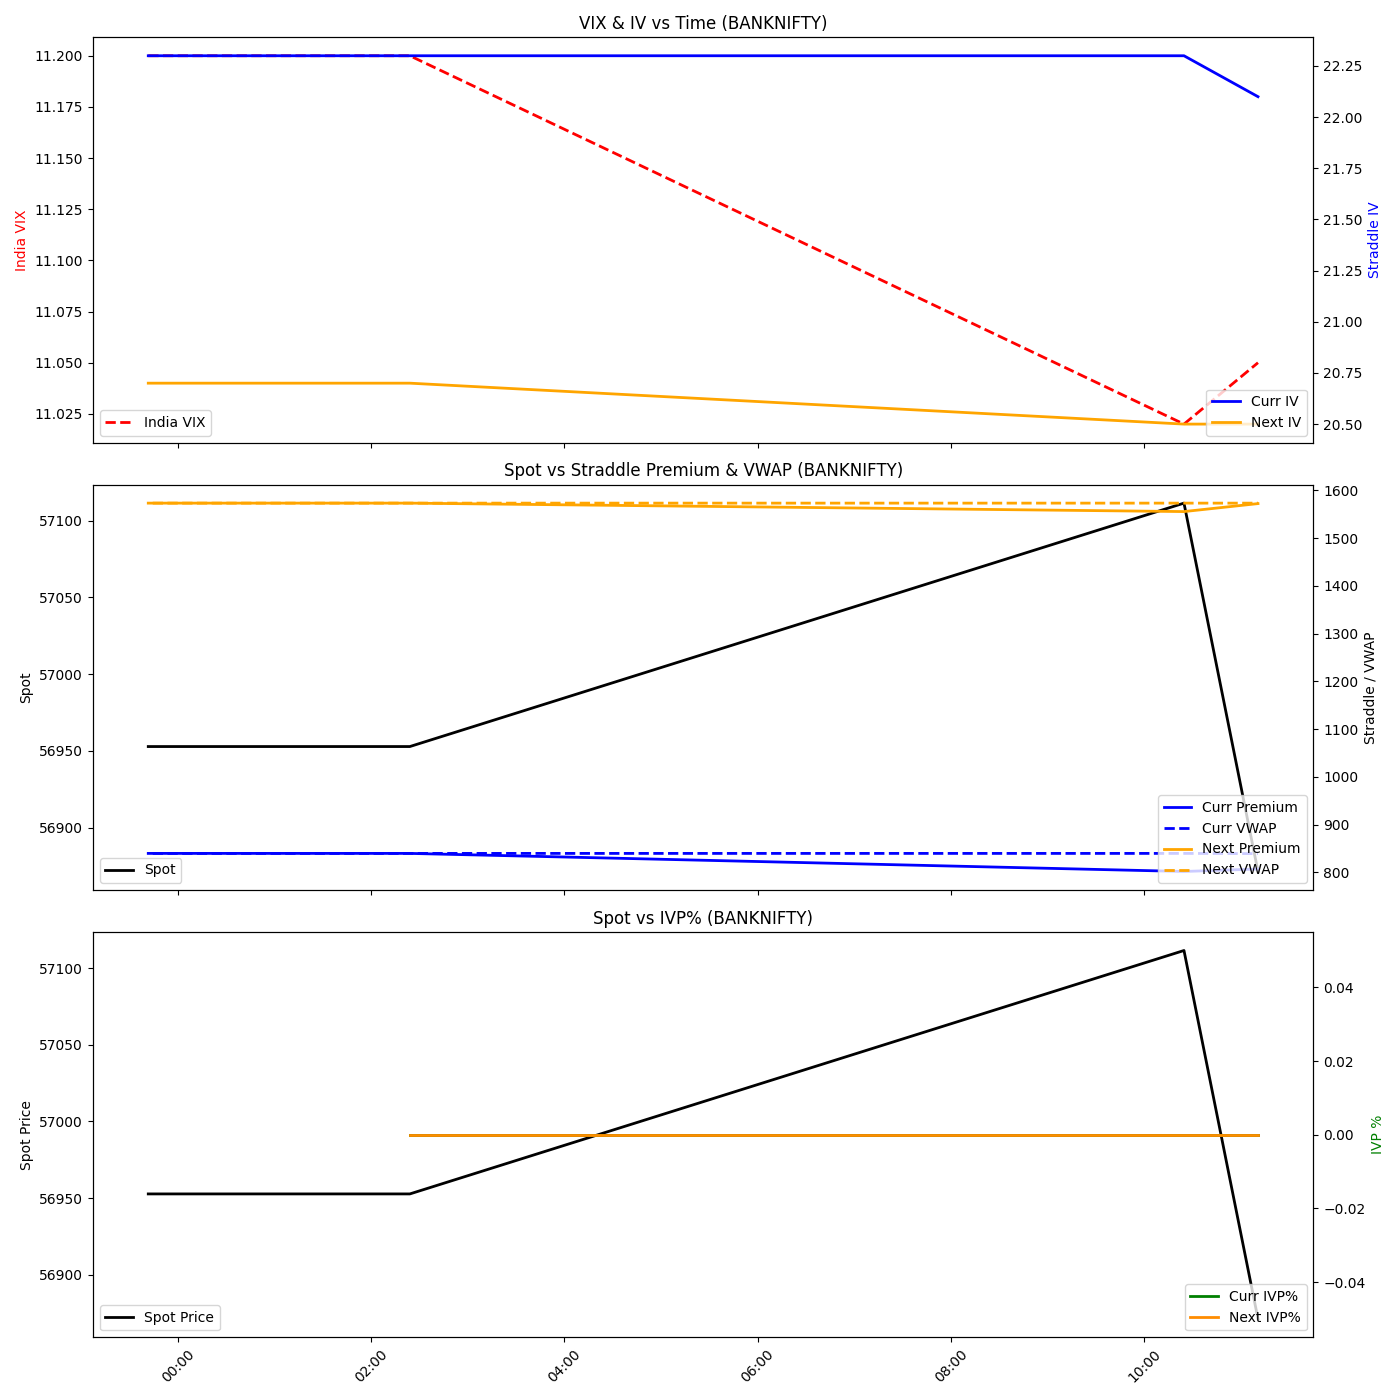 VIX & IV vs Time (BANKNIFTY)
11.200
11.175
11.150
11.125
11.100
11.075
11.050
11.025
India VIX
22.25
22.00
21.75
21.50
21.25
21.00
20.75
20.50
Straddle IV
India VIX
Curr IV
Next IV
Spot vs Straddle Premium & VWAP (BANKNIFTY)
57100
57050
57000
56950
56900
Spot
1600
1500
1400
1300
1200
1100
1000
900
800
Straddle / VWAP
Spot
Curr Premium
Curr VWAP
Next Premium
Next VWAP
Spot vs IVP% (BANKNIFTY)
57100
57050
57000
56950
56900
Spot Price
0.04
0.02
0.00
−0.02
−0.04
IVP %
Spot Price
Curr IVP%
Next IVP%
00:00
02:00
04:00
06:00
08:00
10:00